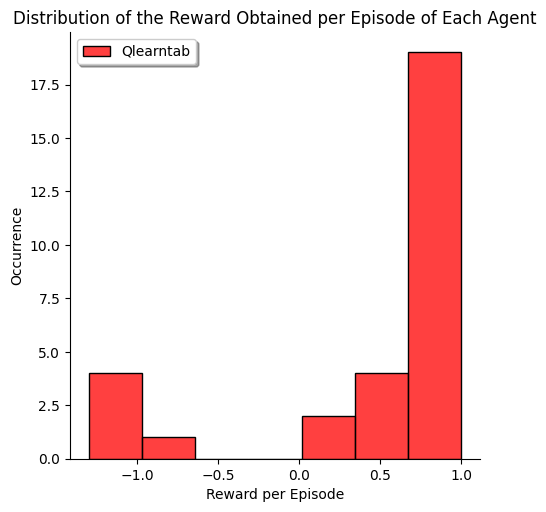 Distribution of the Reward Obtained per Episode of Each Agent
Qlearntab
17.5
15.0
12.5
10.0
7.5
5.0
2.5
0.0
Occurrence
−1.0 −0.5 0.0 0.5 1.0
Reward per Episode